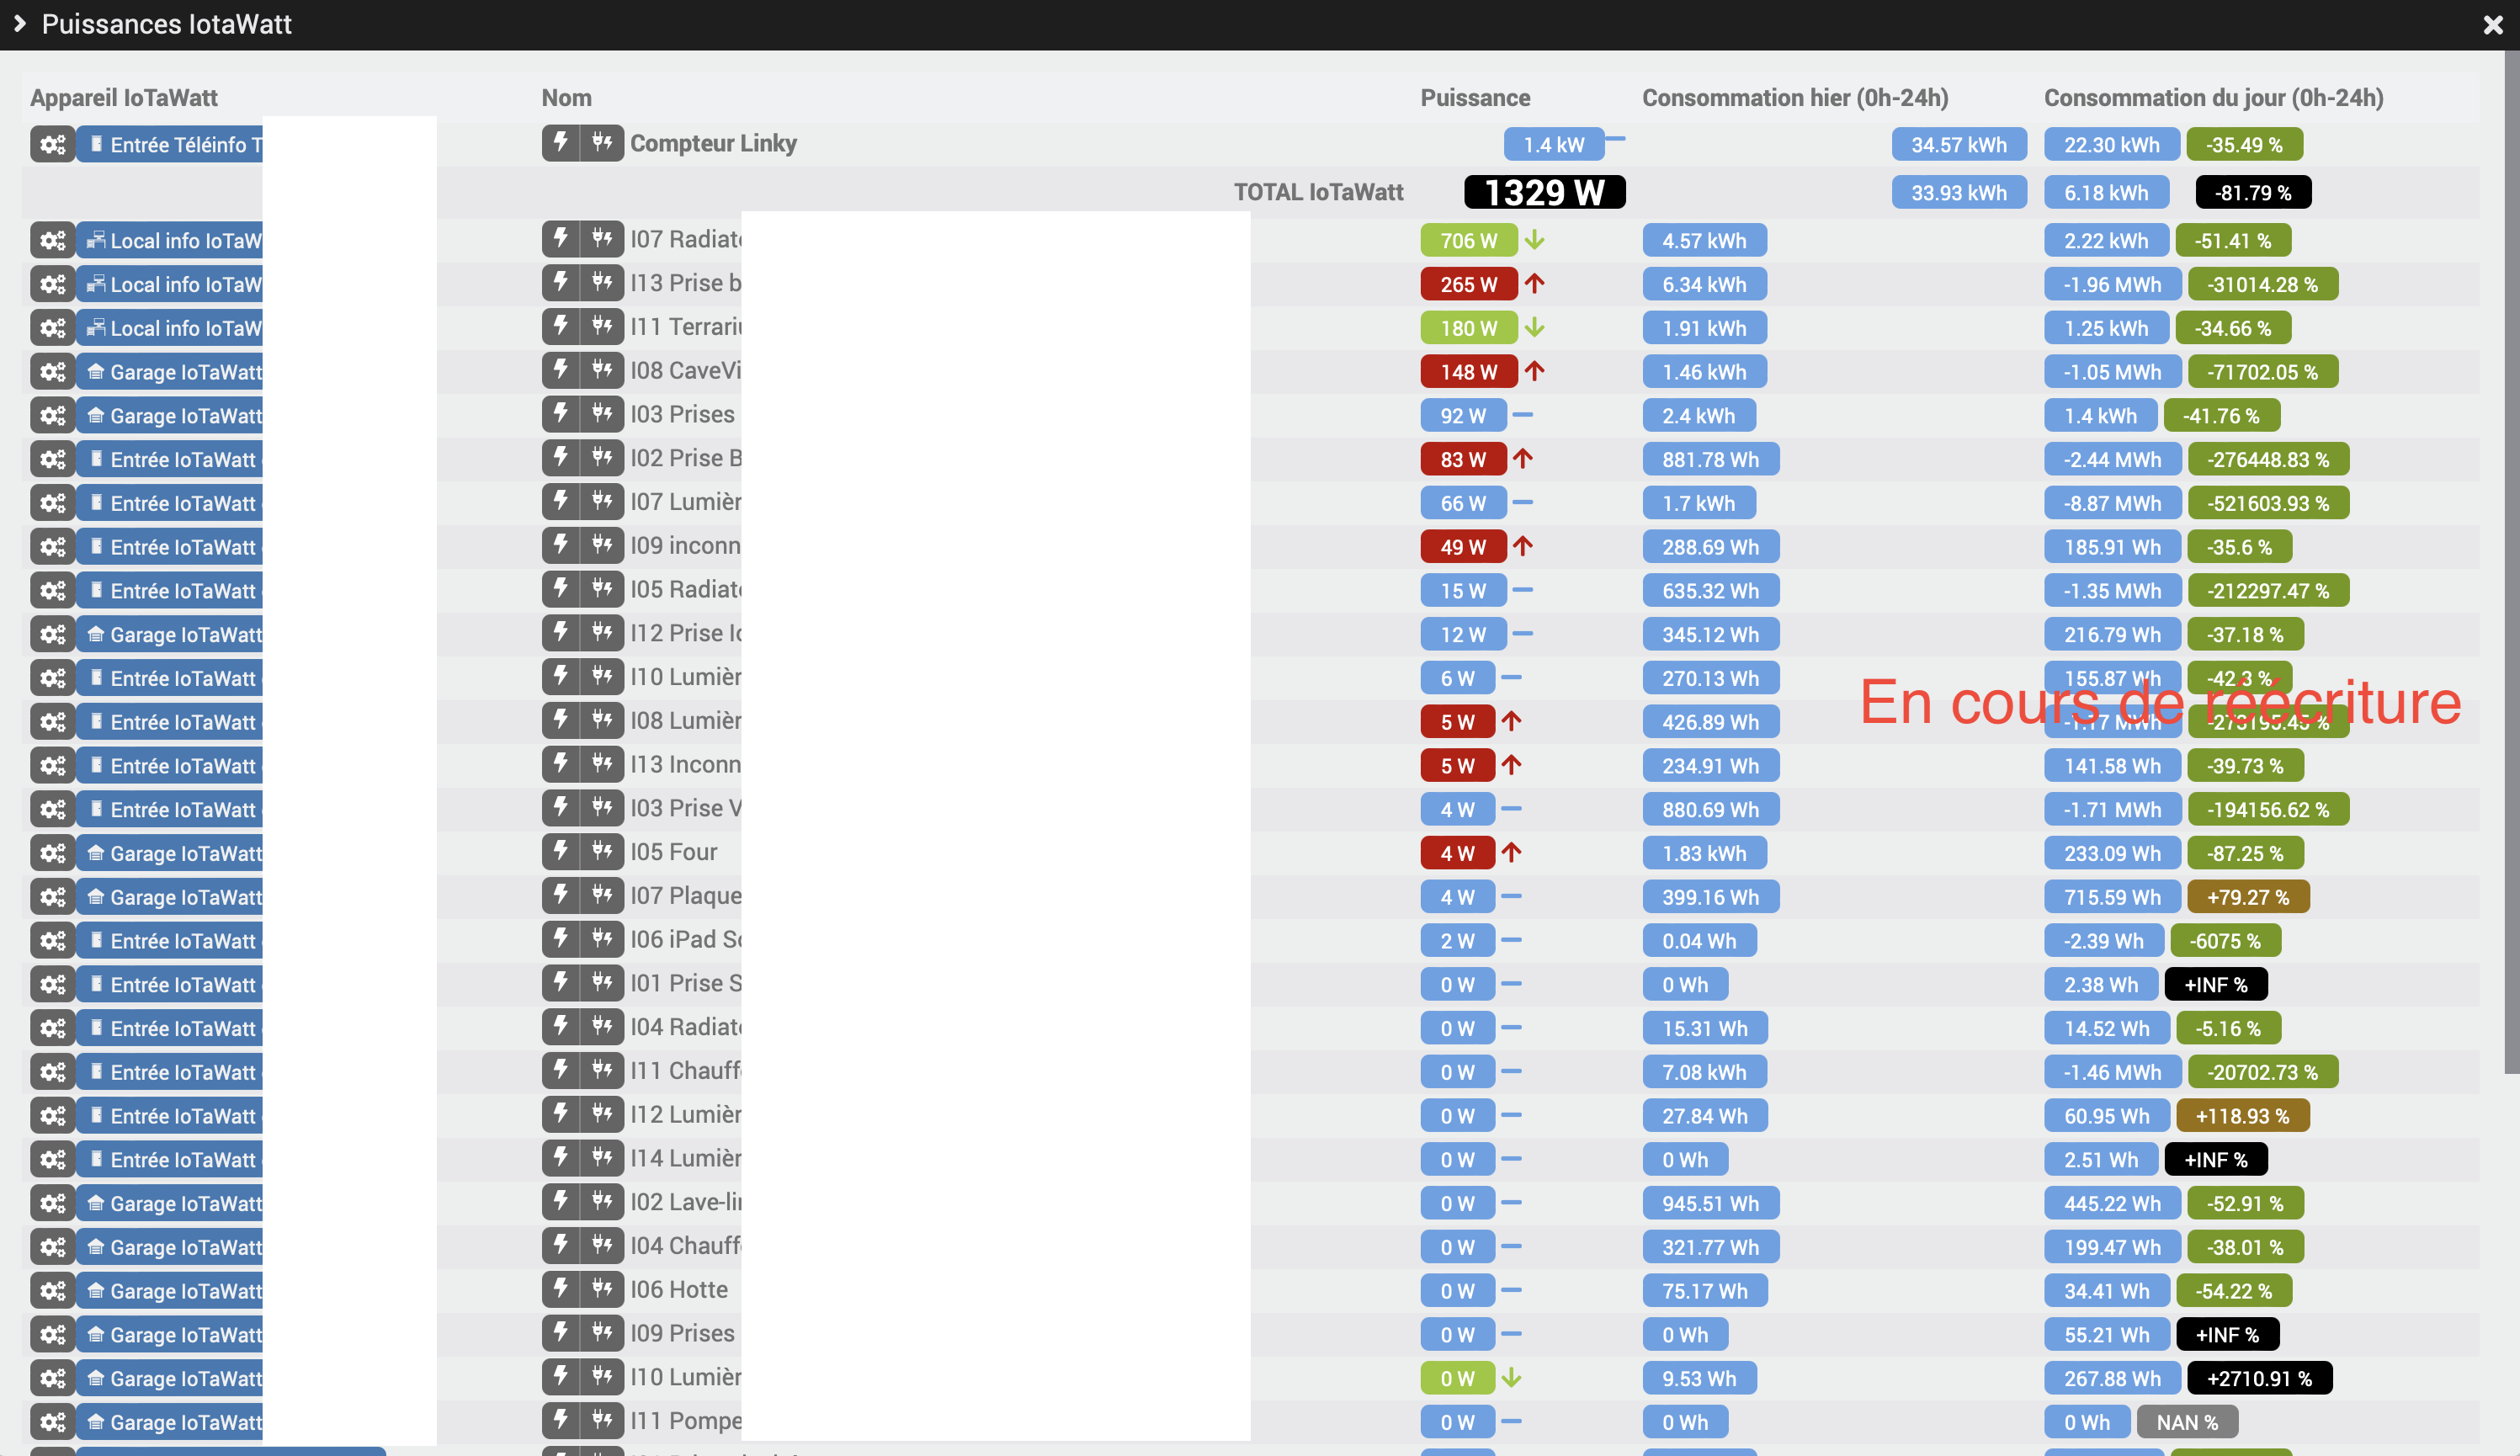 Puissances IotaWatt
Appareil IoTaWatt Nom Puissance Consommation hier (0h-24h) Consommation du jour (0h-24h)
Entrée Téléinfo T Compteur Linky 1.4 kW 34.57 kWh 22.30 kWh -35.49 %
TOTAL IoTaWatt 1329 W 33.93 kWh 6.18 kWh -81.79 %
Local info IoTaW I07 Radiate 706 W 4.57 kWh 2.22 kWh -51.41 %
Local info IoTaW I13 Prise b 265 W 6.34 kWh -1.96 MWh -31014.28 %
Local info IoTaW I11 Terrariu 180 W 1.91 kWh 1.25 kWh -34.66 %
Garage IoTaWatt I08 CaveVi 148 W 1.46 kWh -1.05 MWh -71702.05 %
Garage IoTaWatt I03 Prises 92 W 2.4 kWh 1.4 kWh -41.76 %
Entrée IoTaWatt I02 Prise B 83 W 881.78 Wh -2.44 MWh -276448.83 %
Entrée IoTaWatt I07 Lumièr 66 W 1.7 kWh -8.87 MWh -521603.93 %
Entrée IoTaWatt I09 inconn 49 W 288.69 Wh 185.91 Wh -35.6 %
Entrée IoTaWatt I05 Radiate 15 W 635.32 Wh -1.35 MWh -212297.47 %
Garage IoTaWatt I12 Prise 12 W 345.12 Wh 216.79 Wh -37.18 %
Entrée IoTaWatt I10 Lumièr 6 W 270.13 Wh 155.87 Wh -42.3 %
En cours de réécriture
Entrée IoTaWatt I08 Lumièr 5 W 426.89 Wh
Entrée IoTaWatt I13 Inconn 5 W 234.91 Wh 141.58 Wh -39.73 %
Entrée IoTaWatt I03 Prise V 4 W 880.69 Wh -1.71 MWh -194156.62 %
Garage IoTaWatt I05 Four 4 W 1.83 kWh 233.09 Wh -87.25 %
Garage IoTaWatt I07 Plaque 4 W 399.16 Wh 715.59 Wh +79.27 %
Entrée IoTaWatt I06 iPad 2 W 0.04 Wh -2.39 Wh -6075 %
Entrée IoTaWatt I01 Prise S 0 W 0 Wh 2.38 Wh +INF %
Entrée IoTaWatt I04 Radiate 0 W 15.31 Wh 14.52 Wh -5.16 %
Entrée IoTaWatt I11 Chauff 0 W 7.08 kWh -1.46 MWh -20702.73 %
Entrée IoTaWatt I12 Lumièr 0 W 27.84 Wh 60.95 Wh +118.93 %
Entrée IoTaWatt I14 Lumièr 0 W 0 Wh 2.51 Wh +INF %
Garage IoTaWatt I02 Lave-li 0 W 945.51 Wh 445.22 Wh -52.91 %
Garage IoTaWatt I04 Chauff 0 W 321.77 Wh 199.47 Wh -38.01 %
Garage IoTaWatt I06 Hotte 0 W 75.17 Wh 34.41 Wh -54.22 %
Garage IoTaWatt I09 Prises 0 W 0 Wh 55.21 Wh +INF %
Garage IoTaWatt I10 Lumièr 0 W 9.53 Wh 267.88 Wh +2710.91 %
Garage IoTaWatt I11 Pompe 0 W 0 Wh 0 Wh NAN %